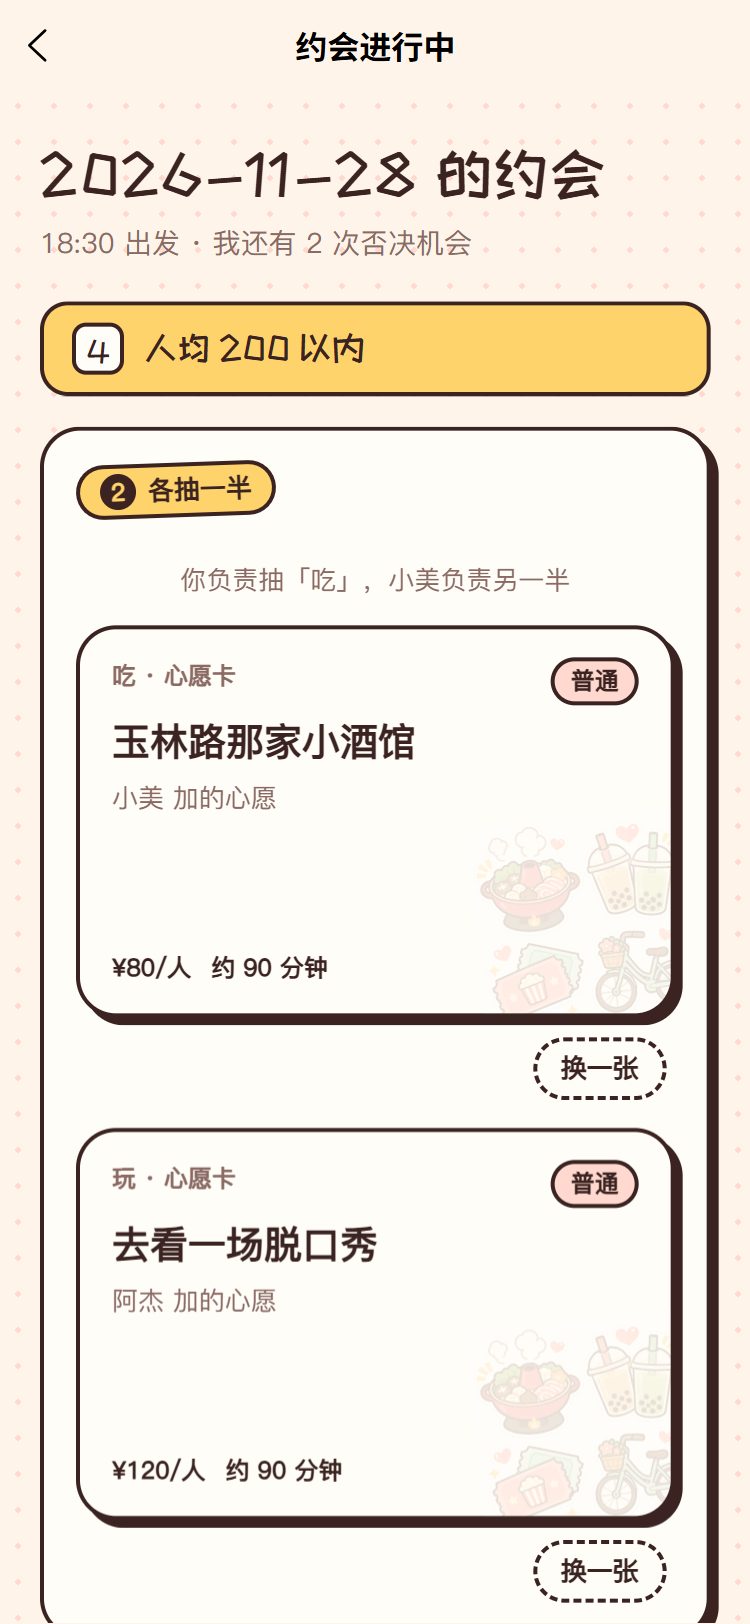 约会进行中
2026-11-28 的约会
18:30 出发 · 我还有 2 次否决机会
4 人均 200 以内
2 各抽一半
你负责抽「吃」，小美负责另一半
吃 · 心愿卡 普通
玉林路那家小酒馆
小美 加的心愿
¥80/人 约 90 分钟
换一张
玩 · 心愿卡 普通
去看一场脱口秀
阿杰 加的心愿
¥120/人 约 90 分钟
换一张